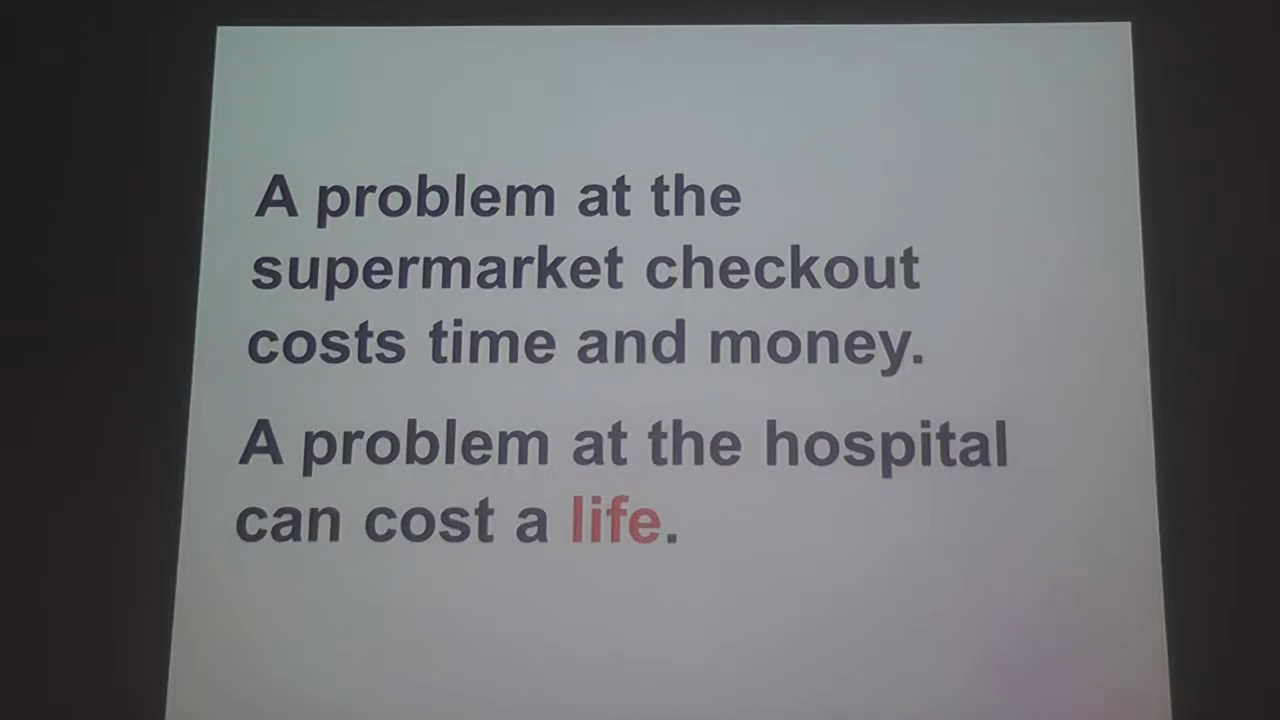 A problem at the
supermarket checkout
costs time and money.
A problem at the hospital
can cost a life.